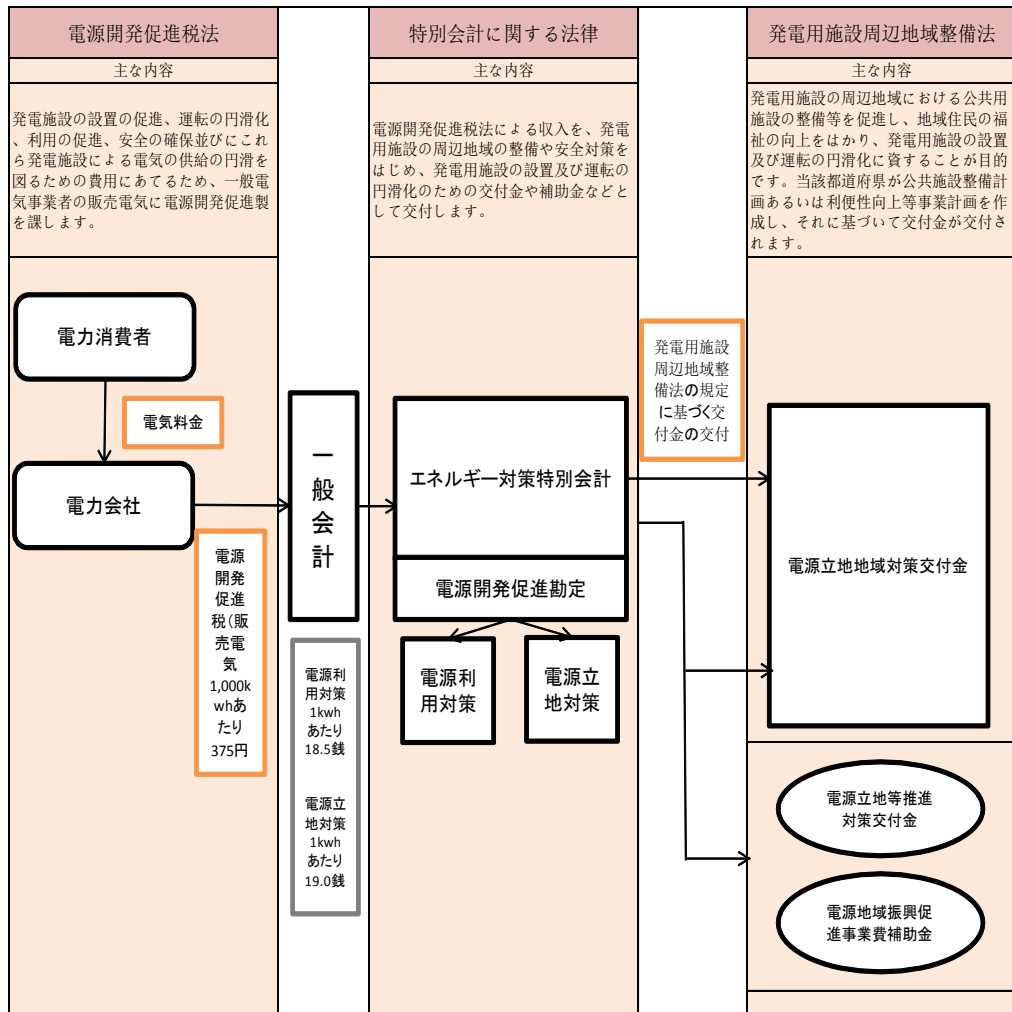 電源開発促進税法
主な内容
発電施設の設置の促進、運転の円滑化
、利用の促進、安全の確保並びにこれ
ら発電施設による電気の供給の円滑を
図るための費用にあてるため、一般電
気事業者の販売電気に電源開発促進製
を課します。
特別会計に関する法律
主な内容
電源開発促進税法による収入を、発電
用施設の周辺地域の整備や安全対策を
はじめ、発電用施設の設置及び運転の
円滑化のための交付金や補助金などと
して交付します。
発電用施設周辺地域整備法
主な内容
発電用施設の周辺地域における公共用
施設の整備等を促進し、地域住民の福
祉の向上をはかり、発電用施設の設置
及び運転の円滑化に資することが目的
です。当該都道府県が公共施設整備計
画あるいは利便性向上等事業計画を作
成し、それに基づいて交付金が交付さ
れます。
電力消費者
電気料金
電力会社
電源
開発
促進
税(販
売電
気
1,000k
whあ
たり
375円
一般会計
電源利
用対策
1kwh
あたり
18.5銭
電源立
地対策
1kwh
あたり
19.0銭
エネルギー対策特別会計
電源開発促進勘定
電源利
用対策
電源立
地対策
発電用施設
周辺地域整
備法の規定
に基づく交
付金の交付
電源立地地域対策交付金
電源立地等推進
対策交付金
電源地域振興促
進事業費補助金